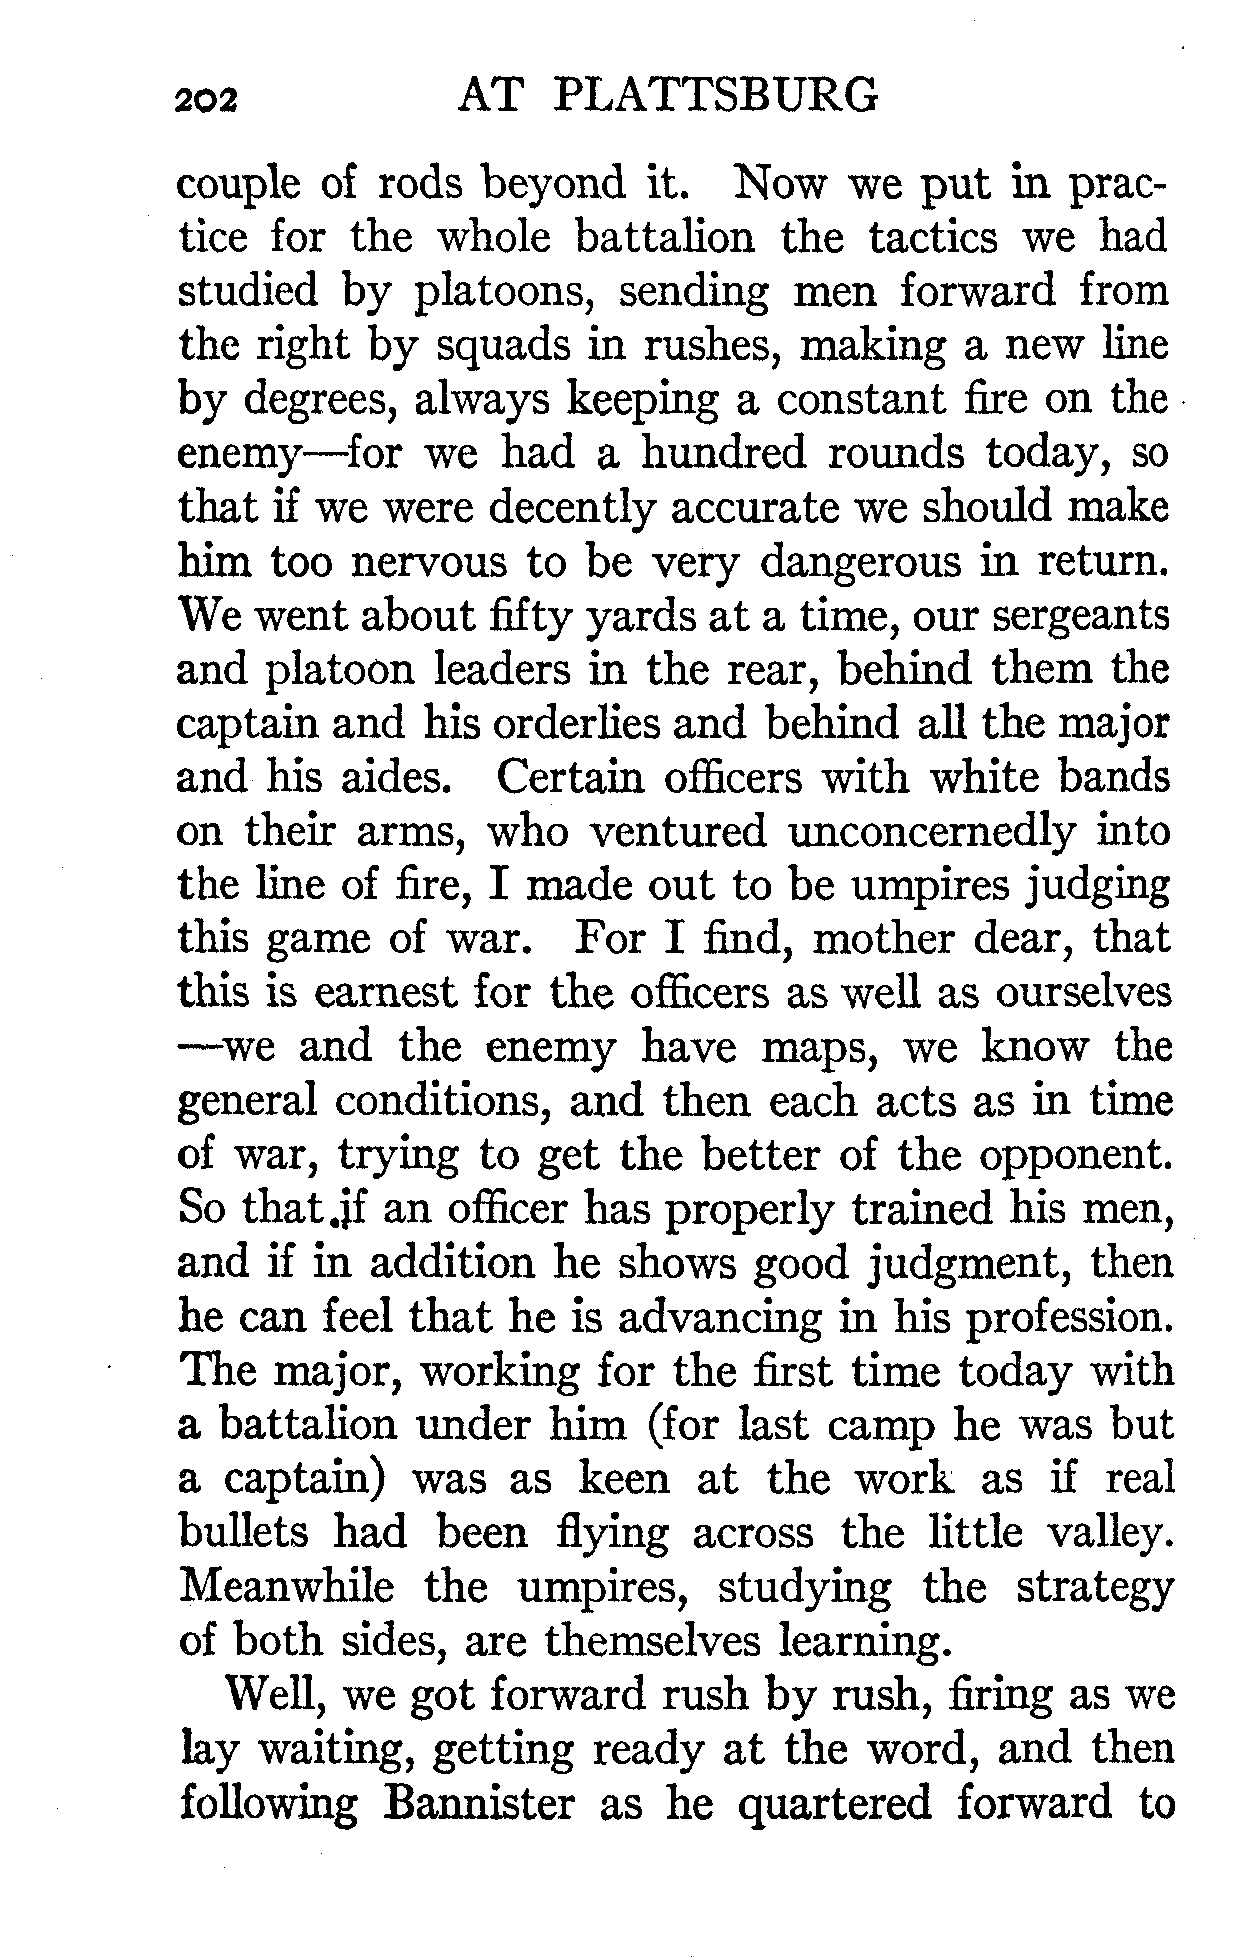 202 AT PLATTSBURG
couple of rods beyond it. Now we put in prac-
tice for the whole battalion the tactics we had
studied by platoons, sending men forward from
the right by squads in rushes, making a new line
by degrees, always keeping a constant fire on the
enemy—for we had a hundred rounds today, so
that if we were decently accurate we should make
him too nervous to be very dangerous in return.
We went about fifty yards at a time, our sergeants
and platoon leaders in the rear, behind them the
captain and his orderlies and behind all the major
and his aides. Certain officers with white bands
on their arms, who ventured unconcernedly into
the line of fire, I made out to be umpires judging
this game of war. For I find, mother dear, that
this is earnest for the officers as well as ourselves
—we and the enemy have maps, we know the
general conditions, and then each acts as in time
of war, trying to get the better of the opponent.
So that if an officer has properly trained his men,
and if in addition he shows good judgment, then
he can feel that he is advancing in his profession.
The major, working for the first time today with
a battalion under him (for last camp he was but
a captain) was as keen at the work as if real
bullets had been flying across the little valley.
Meanwhile the umpires, studying the strategy
of both sides, are themselves learning.
Well, we got forward rush by rush, firing as we
lay waiting, getting ready at the word, and then
following Bannister as he quartered forward to